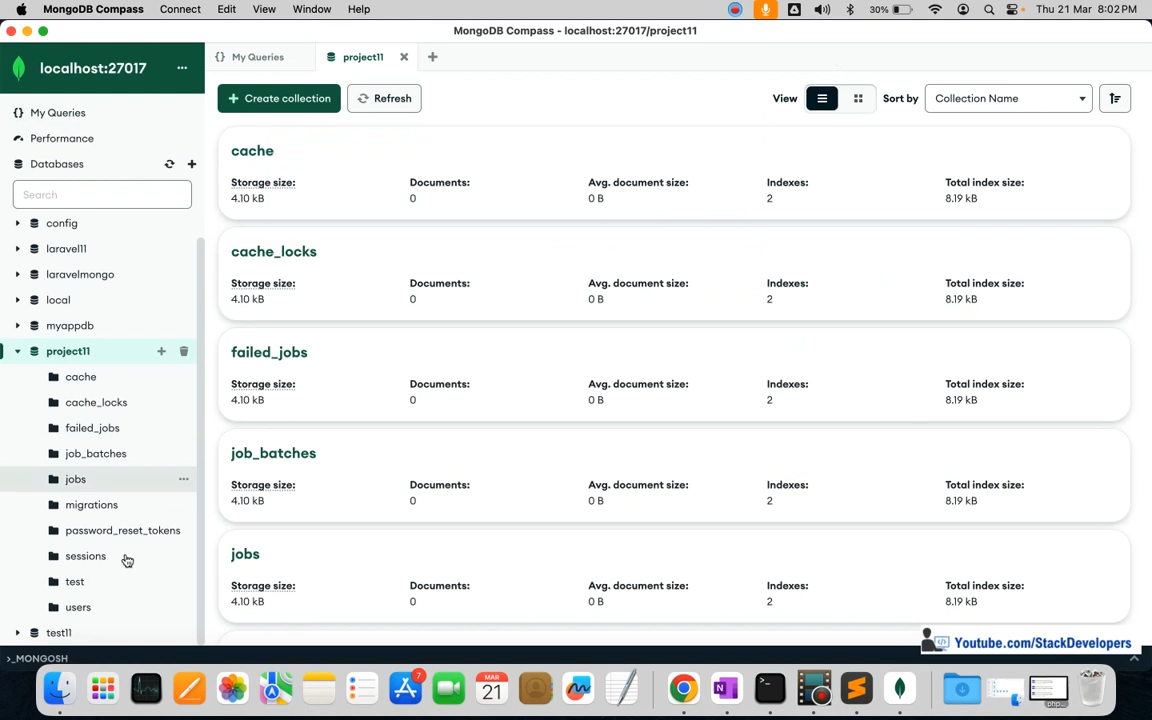 MongoDB Compass Connect Edit View Window Help 30% Thu 21 Mar 8:02 PM
MongoDB Compass - localhost:27017/project11
localhost:27017
{} My Queries
project11
My Queries
Performance
Databases
Search
config
laravel11
laravelmongo
local
myappdb
project11
cache
cache_locks
failed_jobs
job_batches
jobs
migrations
password_reset_tokens
sessions
test
users
test11
>_MONGOSH
Create collection
Refresh
View
Sort by
Collection Name
cache
Storage size: Documents: Avg. document size: Indexes: Total index size:
4.10 kB 0 0 B 2 8.19 kB
cache_locks
Storage size: Documents: Avg. document size: Indexes: Total index size:
4.10 kB 0 0 B 2 8.19 kB
failed_jobs
Storage size: Documents: Avg. document size: Indexes: Total index size:
4.10 kB 0 0 B 2 8.19 kB
job_batches
Storage size: Documents: Avg. document size: Indexes: Total index size:
4.10 kB 0 0 B 2 8.19 kB
jobs
Storage size: Documents: Avg. document size: Indexes: Total index size:
4.10 kB 0 0 B 2 8.19 kB
Youtube.com/StackDevelopers
7
MAR
21
php